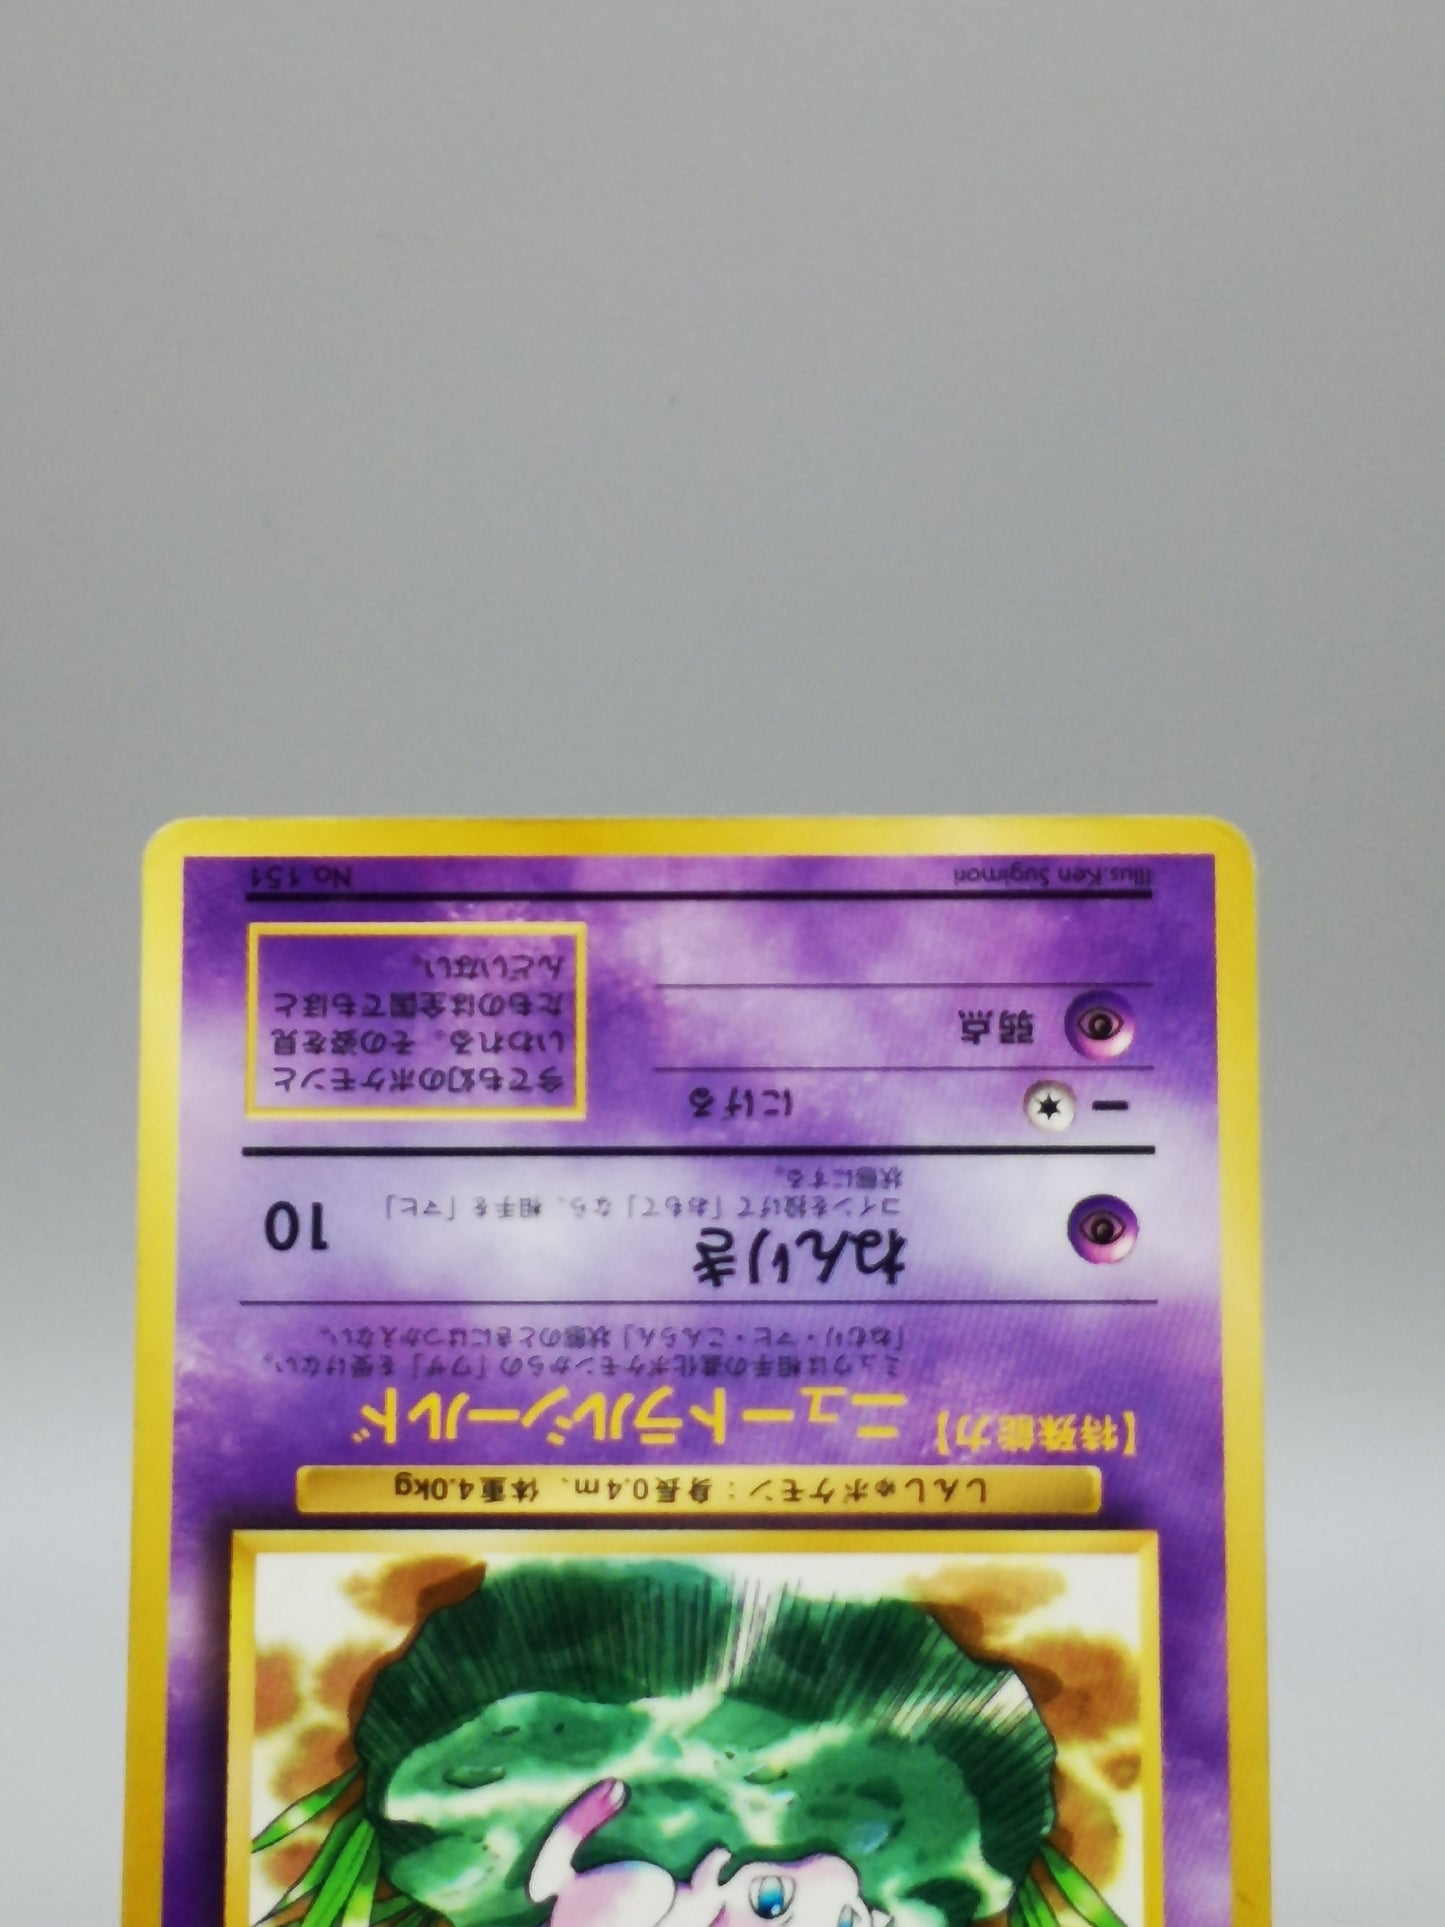 しんしゅポケモン：身長0.4m、体重4.0kg
【特殊能力】ニュートラルシールド
ミュウは相手の進化ポケモンからの「ワザ」を受けない。
「ねむり・マヒ・こんらん」状態のときにはつかえない。
ねんりき 10
コインを投げて「おもて」なら、相手を「マヒ」
状態にする。
ー にげる
弱点
今でも幻のポケモンと
いわれる。その姿を見
たものは全国でもほと
んどいない。
Illus. Ken Sugimori No. 151